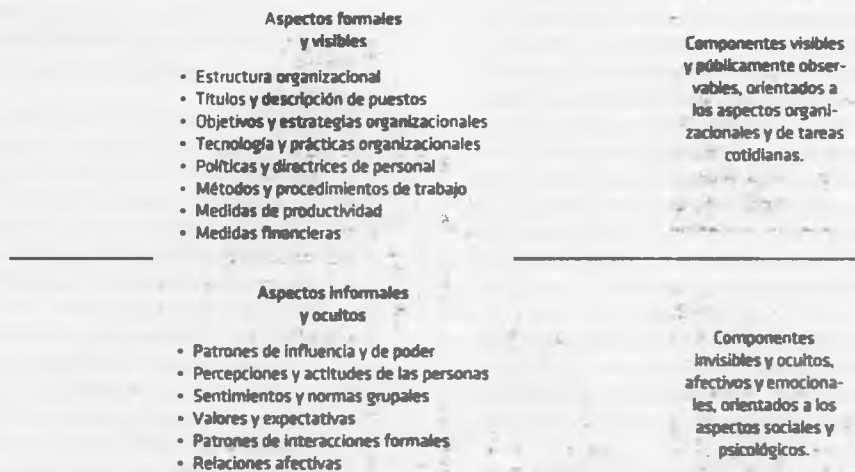 Aspectos formales
y visibles
• Estructura organizacional
• Títulos y descripción de puestos
• Objetivos y estrategias organizacionales
• Tecnología y prácticas organizacionales
• Políticas y directrices de personal
• Métodos y procedimientos de trabajo
• Medidas de productividad
• Medidas financieras
Componentes visibles
y públicamente obser-
vables, orientados a
los aspectos organi-
zacionales y de tareas
cotidianas.
Aspectos informales
y ocultos
• Patrones de influencia y de poder
• Percepciones y actitudes de las personas
• Sentimientos y normas grupales
• Valores y expectativas
• Patrones de interacciones formales
• Relaciones afectivas
Componentes
invisibles y ocultos,
afectivos y emociona-
les, orientados a los
aspectos sociales y
psicológicos.